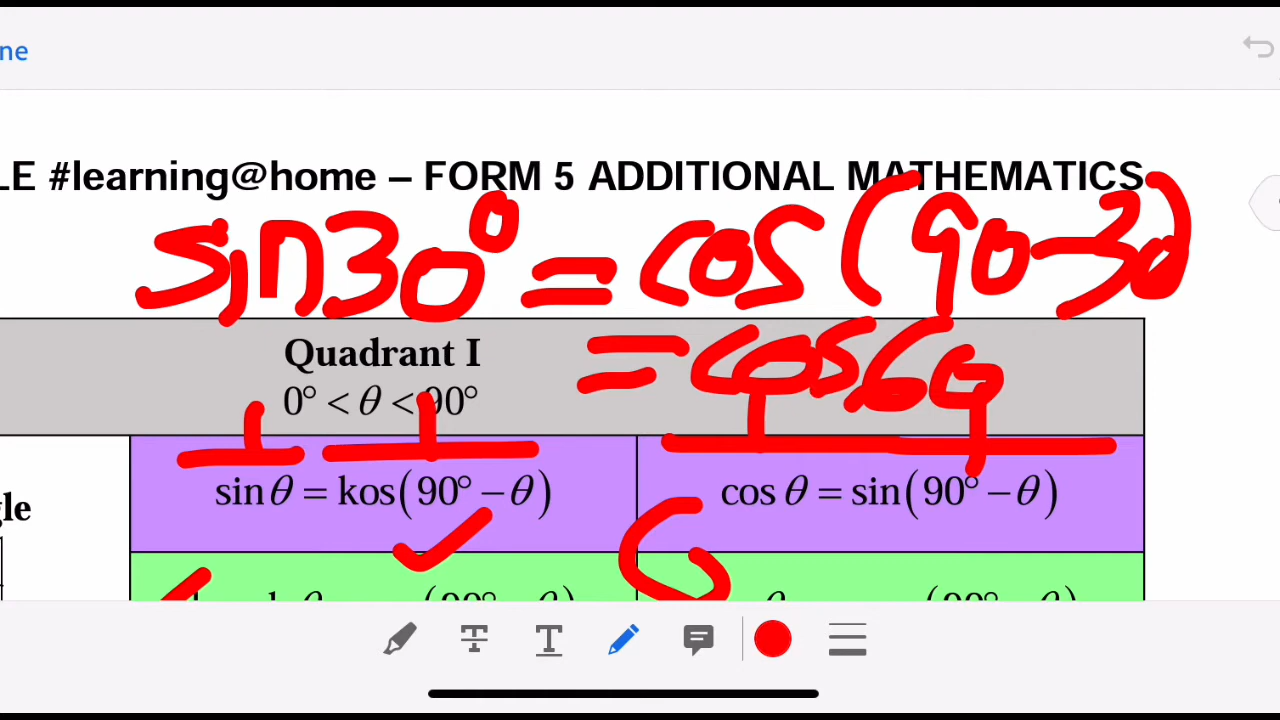 ne
LE #learning@home – FORM 5 ADDITIONAL MATHEMATICS
sin30° = cos(90-30)
Quadrant I
0° < θ < 90°
= cos60
sin θ = kos(90° – θ)
cos θ = sin(90° – θ)
gle